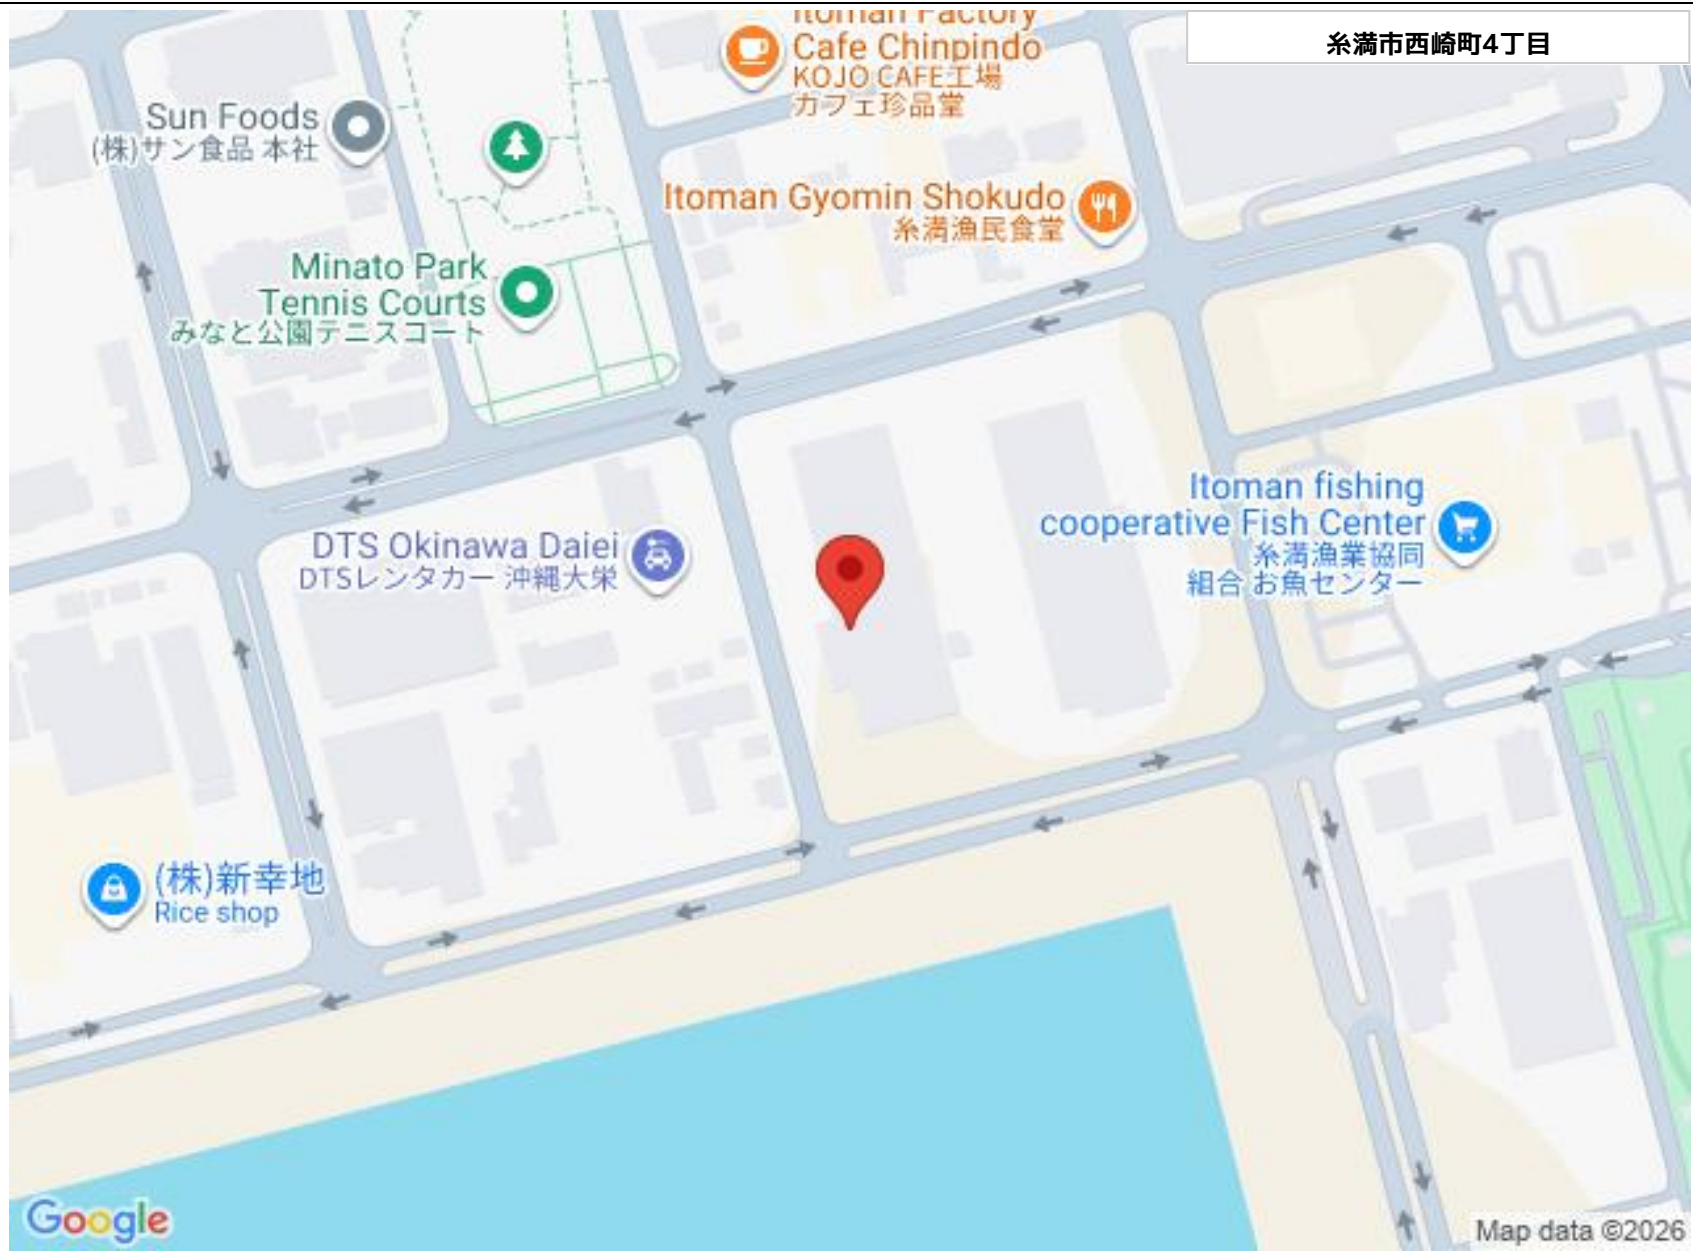 Itoman Factory
Cafe Chinpindo
KOJO CAFE工場
カフェ珍品堂
糸満市西崎町4丁目
Sun Foods
(株)サン食品 本社
Itoman Gyomin Shokudo
糸満漁民食堂
Minato Park
Tennis Courts
みなと公園テニスコート
Itoman fishing
cooperative Fish Center
糸満漁業協同
組合 お魚センター
DTS Okinawa Daiei
DTSレンタカー 沖縄大栄
(株)新幸地
Rice shop
Google
Map data ©2026